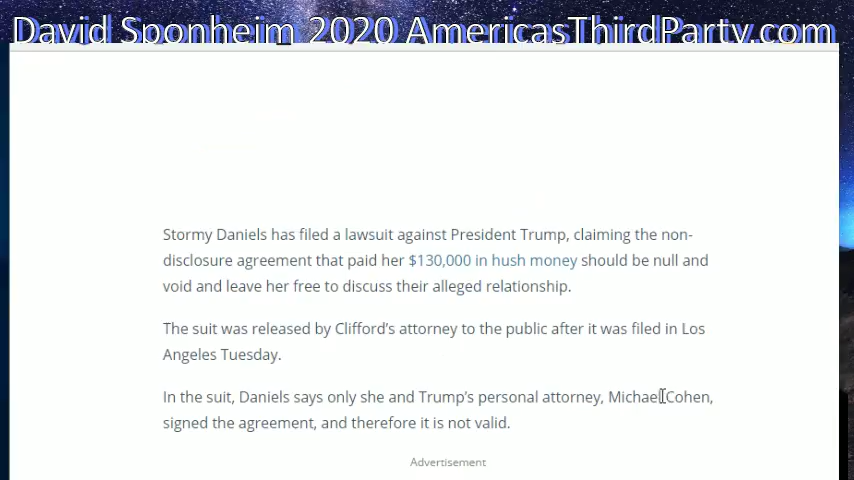 David Sponheim 2020 AmericasThirdParty.com
Stormy Daniels has filed a lawsuit against President Trump, claiming the non-
disclosure agreement that paid her $130,000 in hush money should be null and
void and leave her free to discuss their alleged relationship.
The suit was released by Clifford’s attorney to the public after it was filed in Los
Angeles Tuesday.
In the suit, Daniels says only she and Trump’s personal attorney, Michael Cohen,
signed the agreement, and therefore it is not valid.
Advertisement